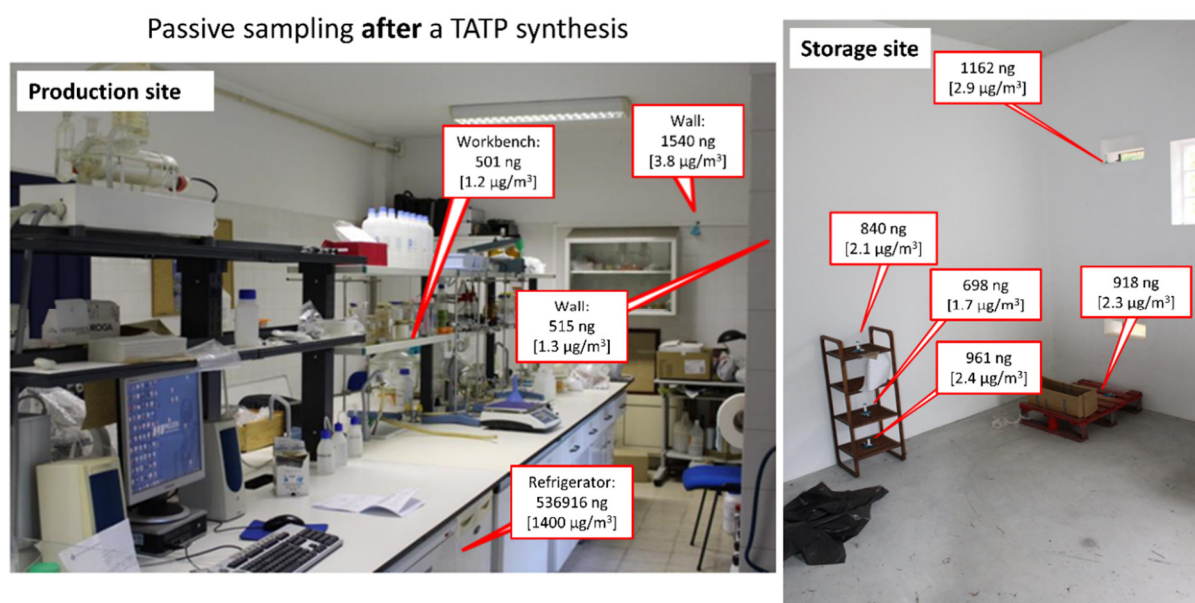 Passive sampling after a TATP synthesis
Production site
Workbench:
501 ng
[1.2 µg/m³]
Wall:
1540 ng
[3.8 µg/m³]
Wall:
515 ng
[1.3 µg/m³]
Refrigerator:
536916 ng
[1400 µg/m³]
Storage site
1162 ng
[2.9 µg/m³]
840 ng
[2.1 µg/m³]
698 ng
[1.7 µg/m³]
918 ng
[2.3 µg/m³]
961 ng
[2.4 µg/m³]